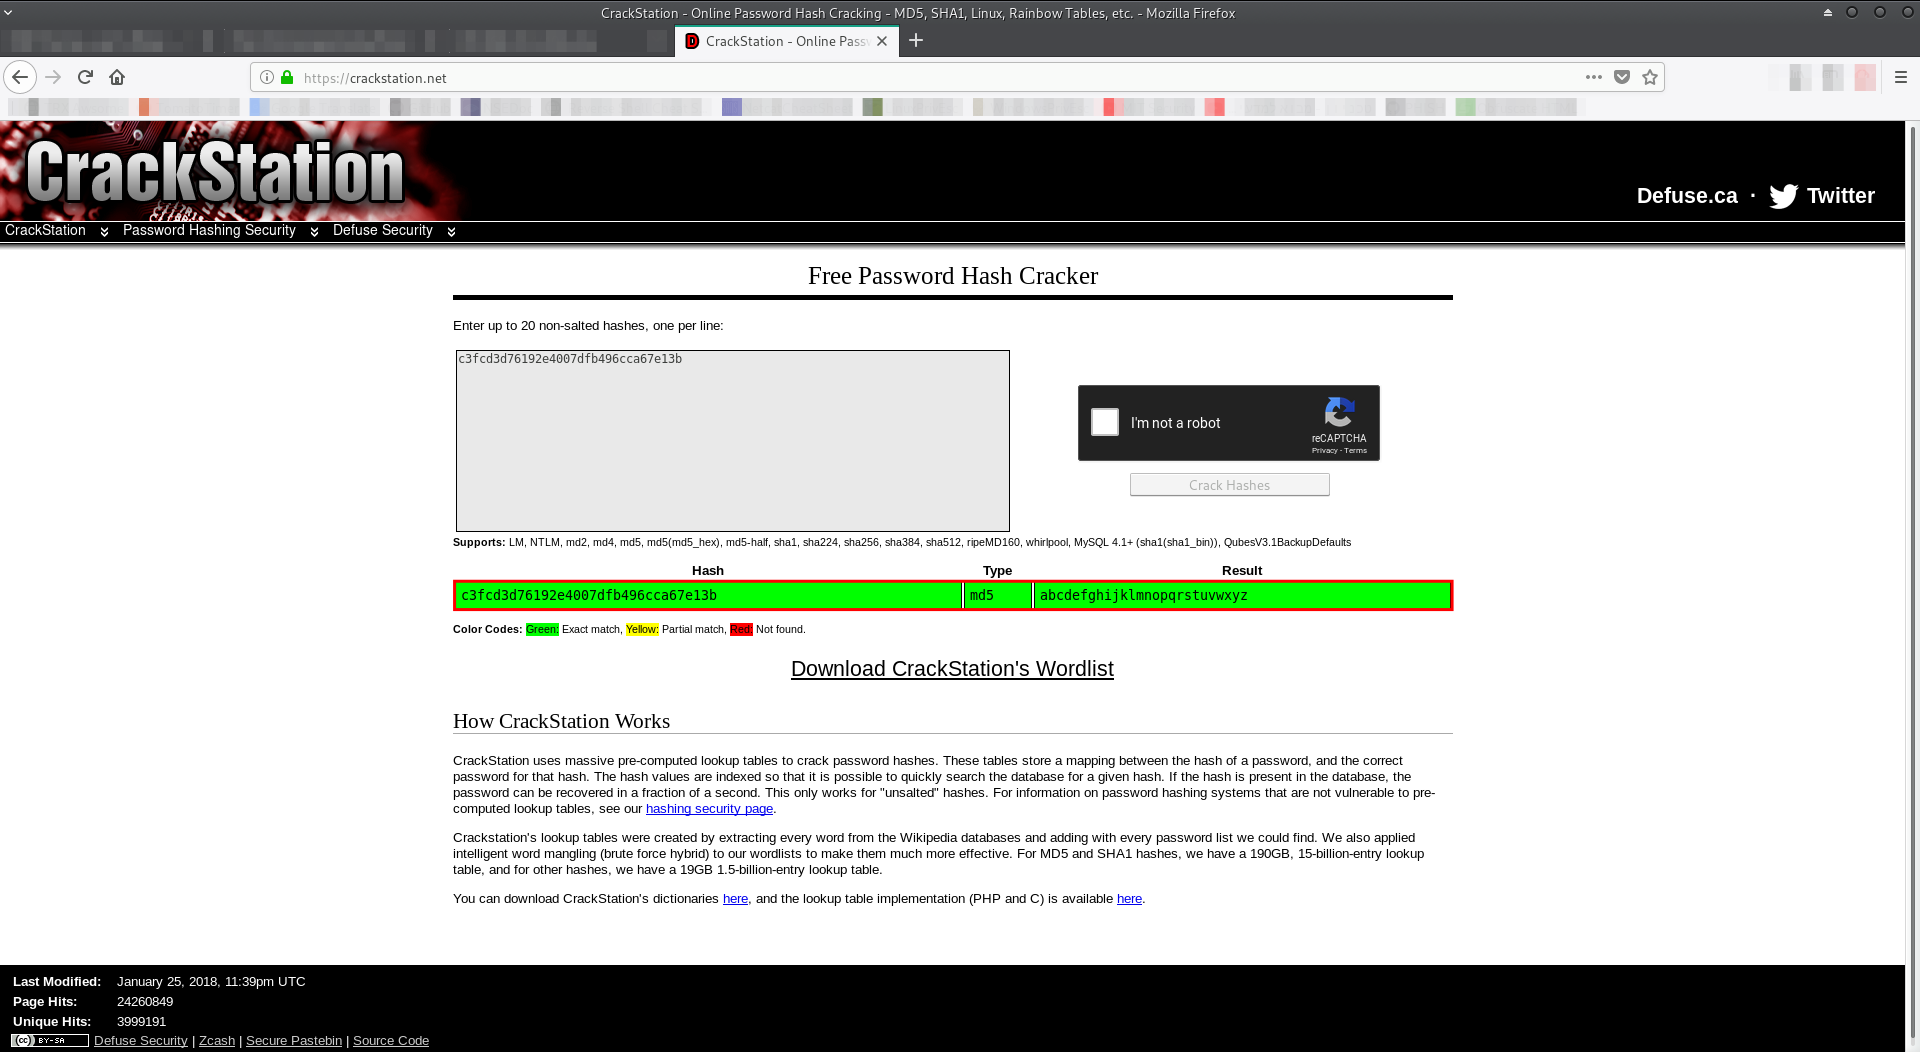 CrackStation - Online Password Hash Cracking - MD5, SHA1, Linux, Rainbow Tables, etc. - Mozilla Firefox
CrackStation - Online Pass
https://crackstation.net
CrackStation
Defuse.ca · Twitter
CrackStation Password Hashing Security Defuse Security
Free Password Hash Cracker
Enter up to 20 non-salted hashes, one per line:
c3fcd3d76192e4007dfb496cca67e13b
I'm not a robot
reCAPTCHA
Privacy - Terms
Crack Hashes
Supports: LM, NTLM, md2, md4, md5, md5(md5_hex), md5-half, sha1, sha224, sha256, sha384, sha512, ripeMD160, whirlpool, MySQL 4.1+ (sha1(sha1_bin)), QubesV3.1BackupDefaults
Hash Type Result
c3fcd3d76192e4007dfb496cca67e13b md5 abcdefghijklmnopqrstuvwxyz
Color Codes: Green: Exact match, Yellow: Partial match, Red: Not found.
Download CrackStation's Wordlist
How CrackStation Works
CrackStation uses massive pre-computed lookup tables to crack password hashes. These tables store a mapping between the hash of a password, and the correct
password for that hash. The hash values are indexed so that it is possible to quickly search the database for a given hash. If the hash is present in the database, the
password can be recovered in a fraction of a second. This only works for "unsalted" hashes. For information on password hashing systems that are not vulnerable to pre-
computed lookup tables, see our hashing security page.
Crackstation's lookup tables were created by extracting every word from the Wikipedia databases and adding with every password list we could find. We also applied
intelligent word mangling (brute force hybrid) to our wordlists to make them much more effective. For MD5 and SHA1 hashes, we have a 190GB, 15-billion-entry lookup
table, and for other hashes, we have a 19GB 1.5-billion-entry lookup table.
You can download CrackStation's dictionaries here, and the lookup table implementation (PHP and C) is available here.
Last Modified: January 25, 2018, 11:39pm UTC
Page Hits: 24260849
Unique Hits: 3999191
cc BY-SA Defuse Security | Zcash | Secure Pastebin | Source Code